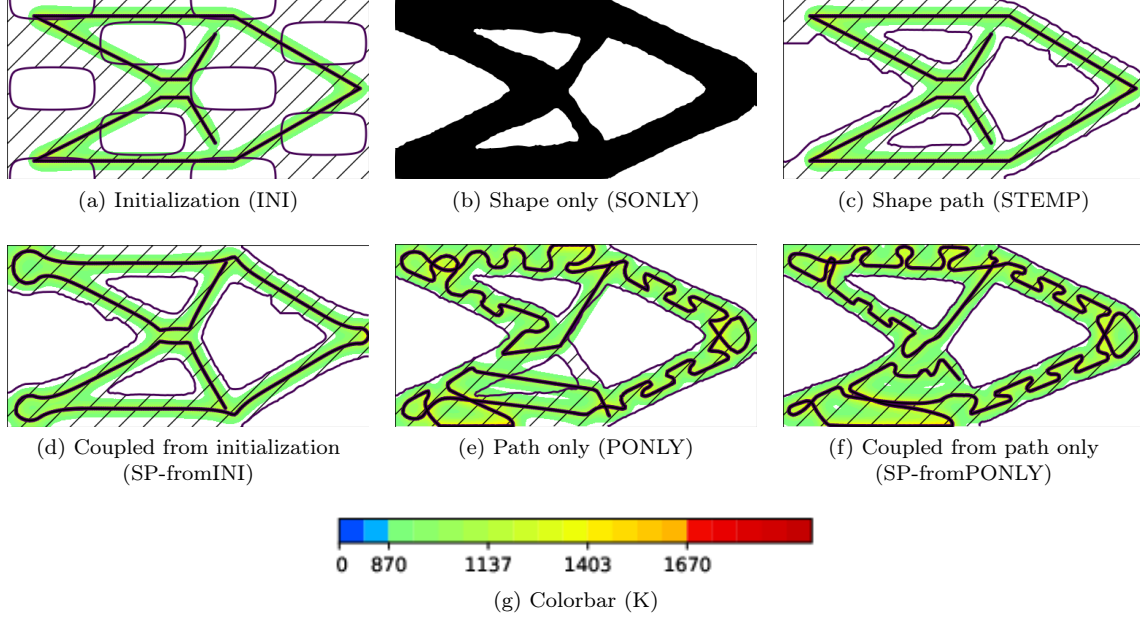 (a) Initialization (INI)
(b) Shape only (SONLY)
(c) Shape path (STEMP)
(d) Coupled from initialization
(SP-fromINI)
(e) Path only (PONLY)
(f) Coupled from path only
(SP-fromPONLY)
0 870 1137 1403 1670
(g) Colorbar (K)